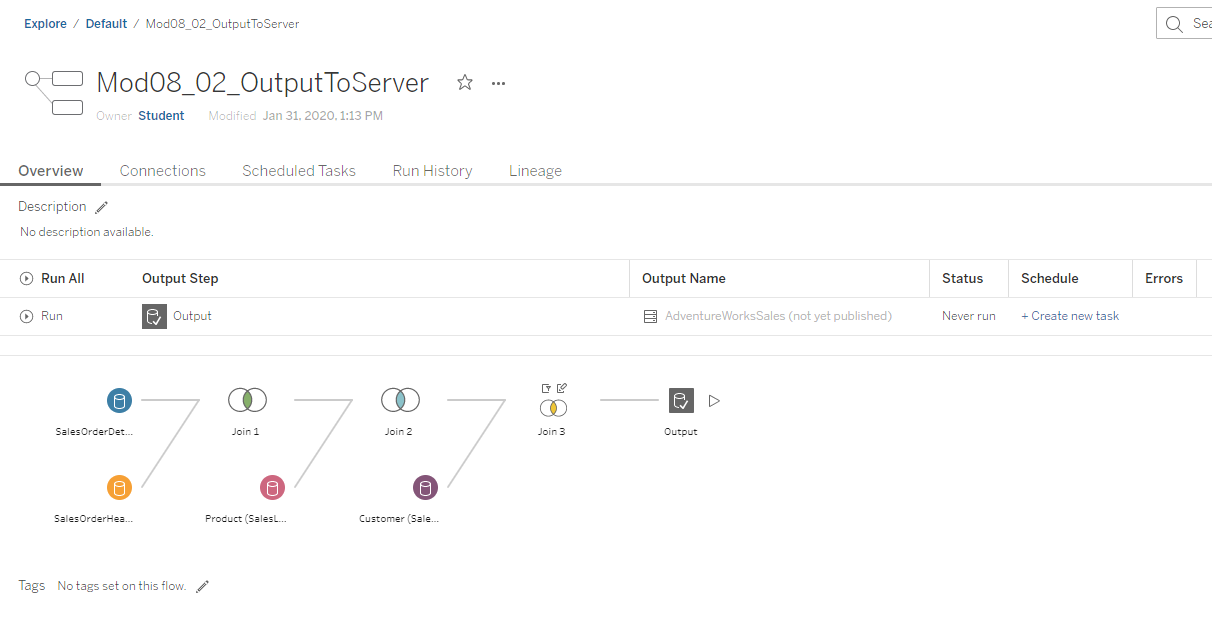 Explore / Default / Mod08_02_OutputToServer
Sea
Mod08_02_OutputToServer
Owner Student Modified Jan 31, 2020, 1:13 PM
Overview Connections Scheduled Tasks Run History Lineage
Description
No description available.
Run All Output Step Output Name Status Schedule Errors
Run Output AdventureWorksSales (not yet published) Never run + Create new task
SalesOrderDet... Join 1 Join 2 Join 3 Output
SalesOrderHea... Product (SalesL... Customer (Sale...
Tags No tags set on this flow.